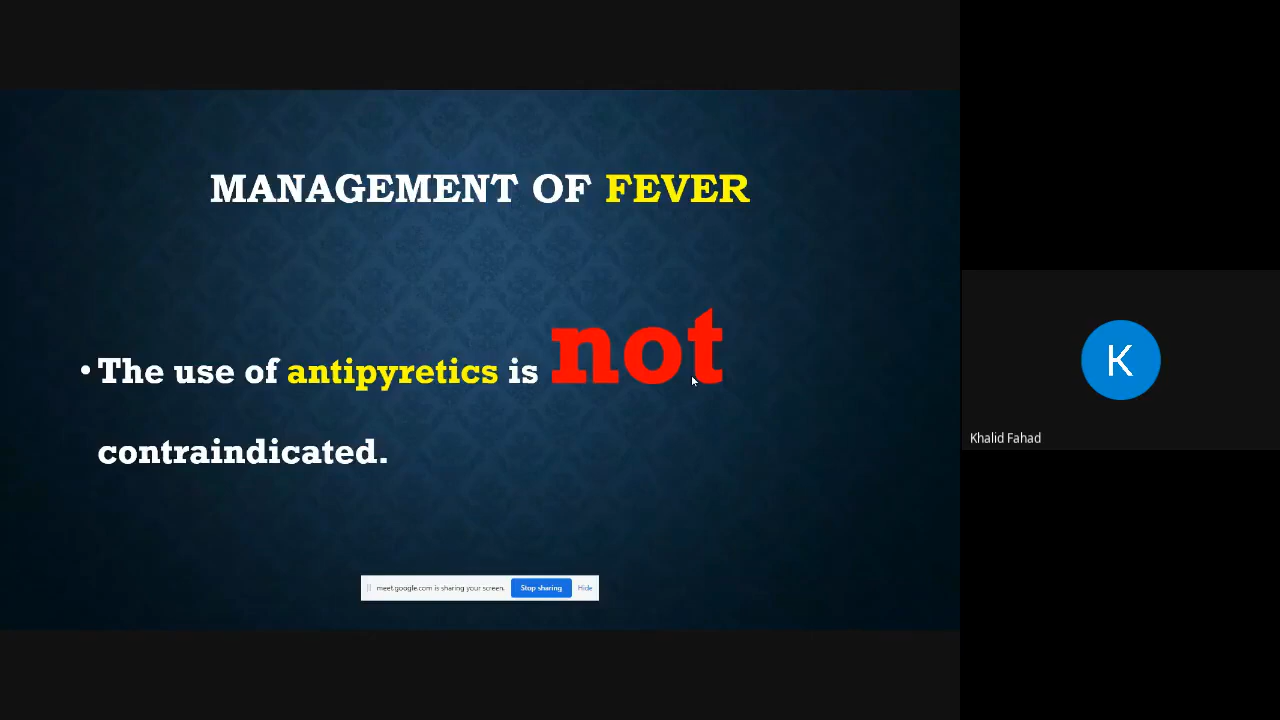 MANAGEMENT OF FEVER
• The use of antipyretics is not
contraindicated.
meet.google.com is sharing your screen. Stop sharing Hide
K
Khalid Fahad